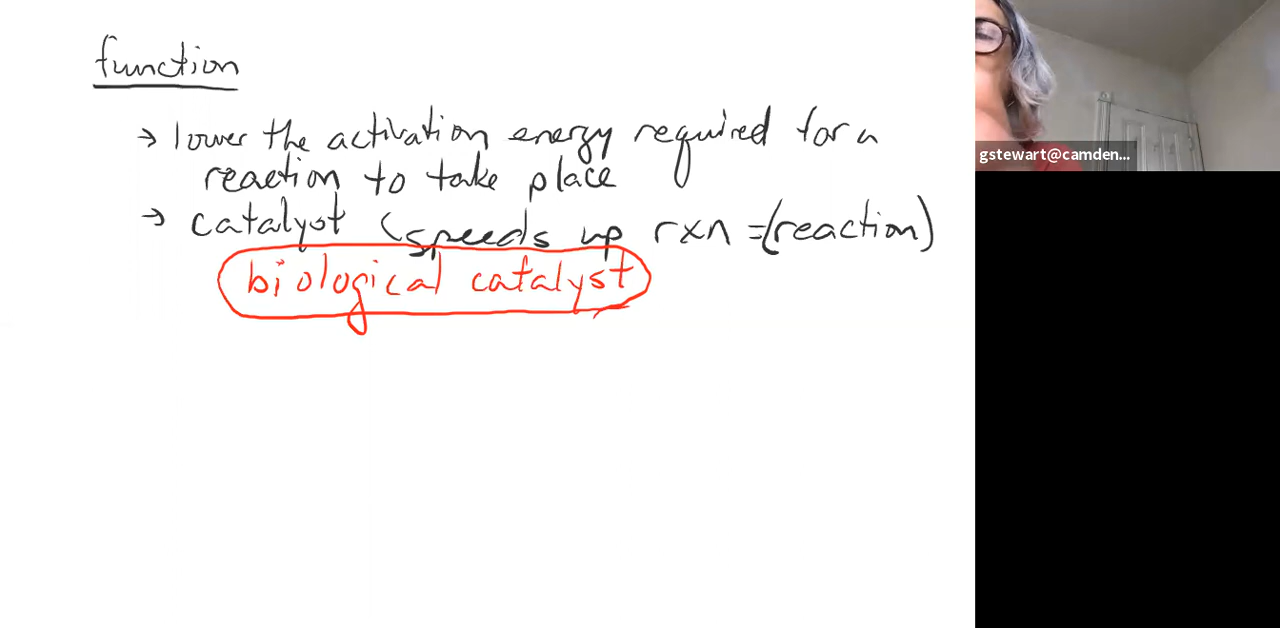 function
→ lower the activation energy required for a
reaction to take place
→ catalyst (speeds up rxn =(reaction)
biological catalyst
gstewart@camden...